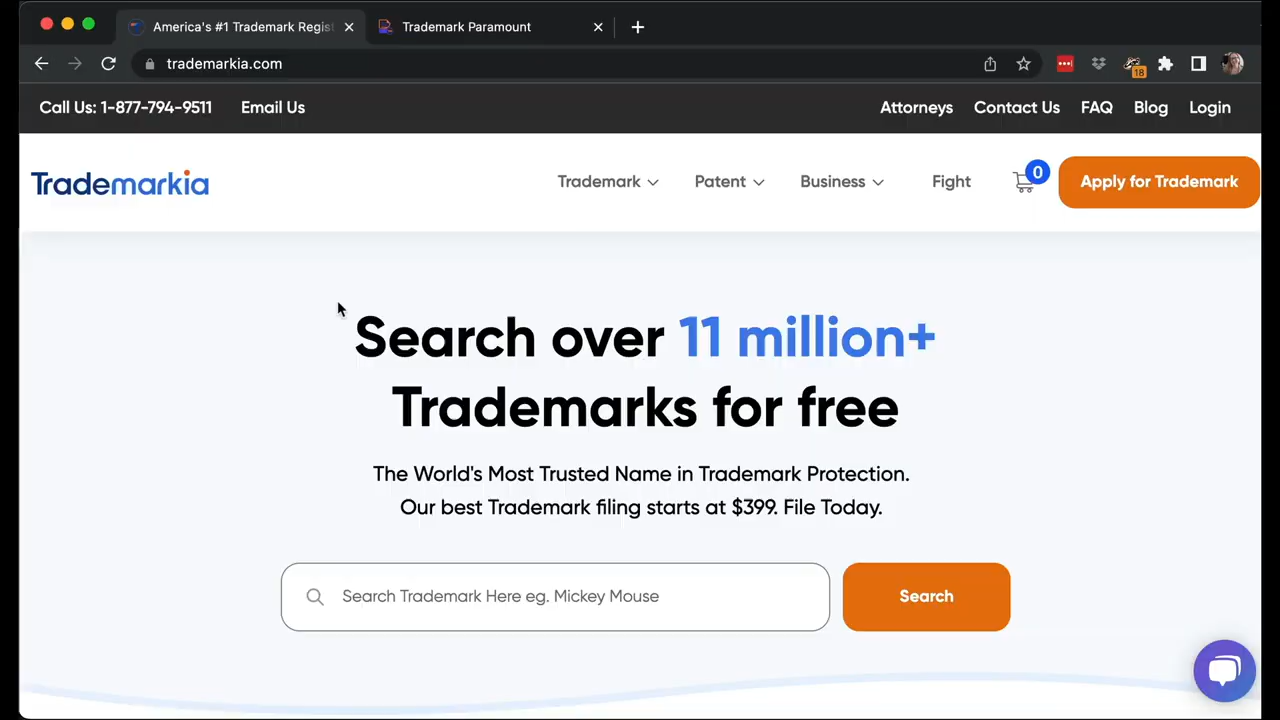 America's #1 Trademark Regist
Trademark Paramount
trademarkia.com
18
Call Us: 1-877-794-9511 Email Us Attorneys Contact Us FAQ Blog Login
Trademarkia Trademark Patent Business Fight 0 Apply for Trademark
Search over 11 million+
Trademarks for free
The World's Most Trusted Name in Trademark Protection.
Our best Trademark filing starts at $399. File Today.
Search Trademark Here eg. Mickey Mouse Search